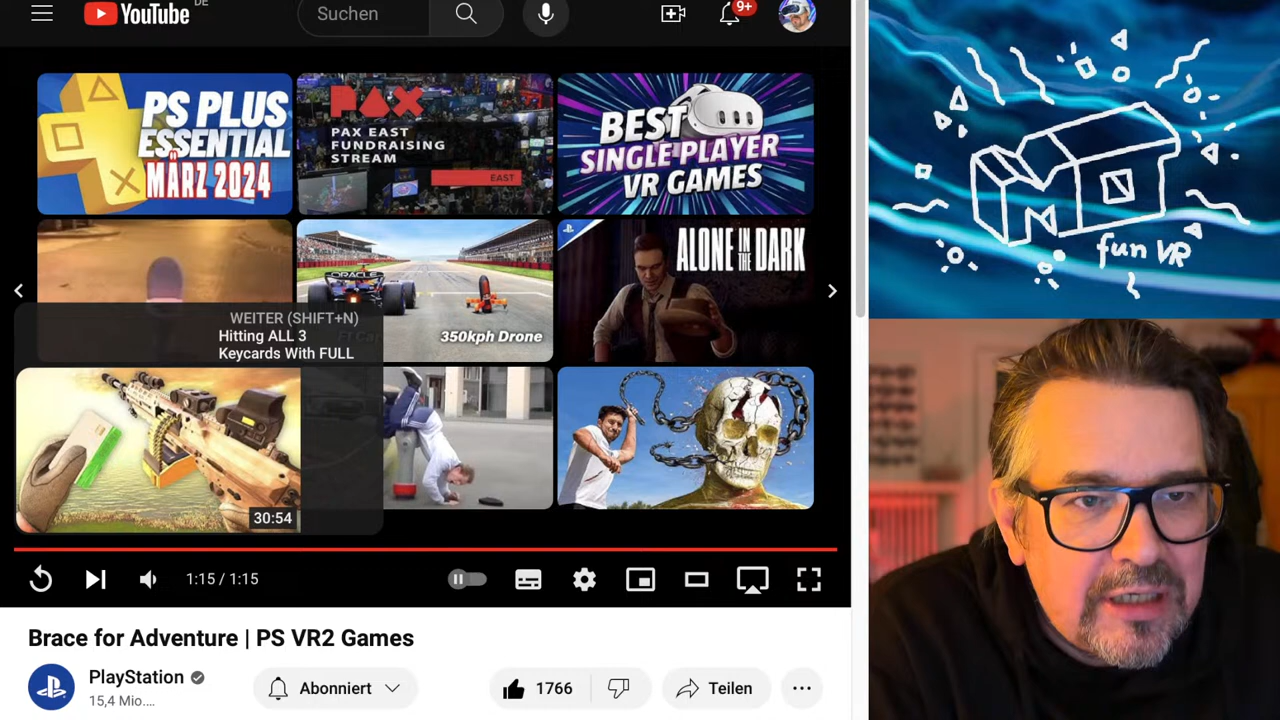 DE
YouTube
Suchen
9+
PS PLUS
ESSENTIAL
MÄRZ 2024
PAX
PAX EAST
FUNDRAISING
STREAM
EAST
BEST
SINGLE PLAYER
VR GAMES
ORACLE
350kph Drone
ALONE IN THE DARK
WEITER (SHIFT+N)
Hitting ALL 3
Keycards With FULL
30:54
1:15 / 1:15
Brace for Adventure | PS VR2 Games
PlayStation
15,4 Mio....
Abonniert
1766
Teilen
fun VR